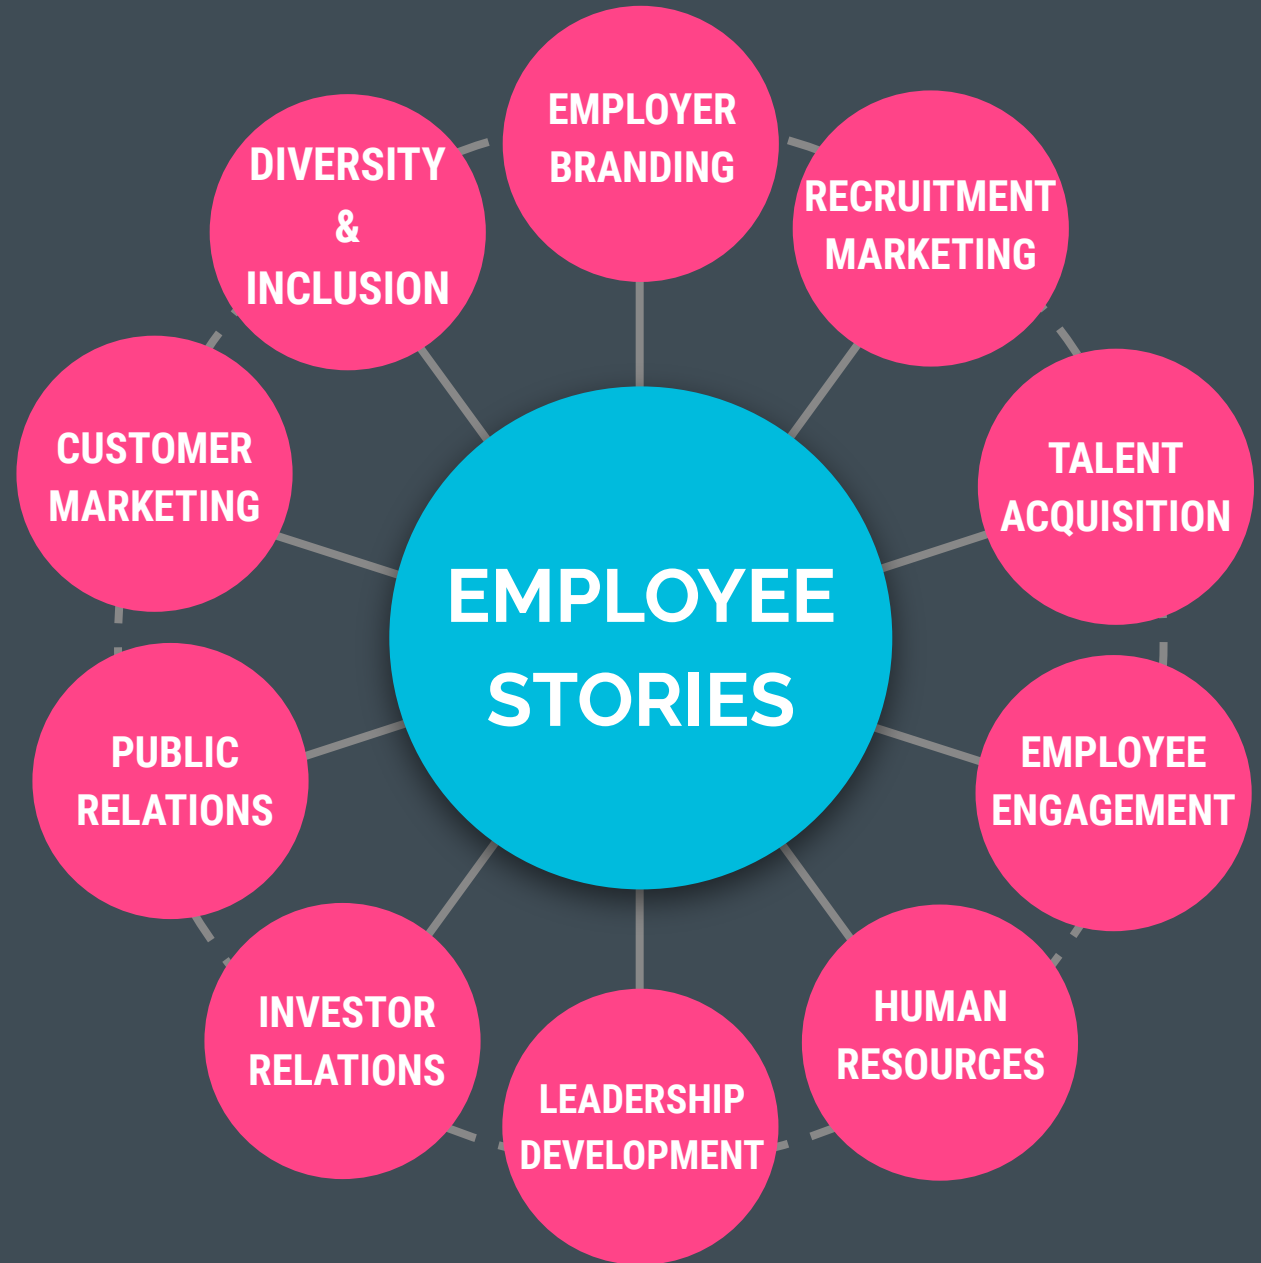 EMPLOYER
BRANDING
RECRUITMENT
MARKETING
TALENT
ACQUISITION
EMPLOYEE
ENGAGEMENT
HUMAN
RESOURCES
LEADERSHIP
DEVELOPMENT
INVESTOR
RELATIONS
PUBLIC
RELATIONS
CUSTOMER
MARKETING
DIVERSITY
&
INCLUSION
EMPLOYEE
STORIES